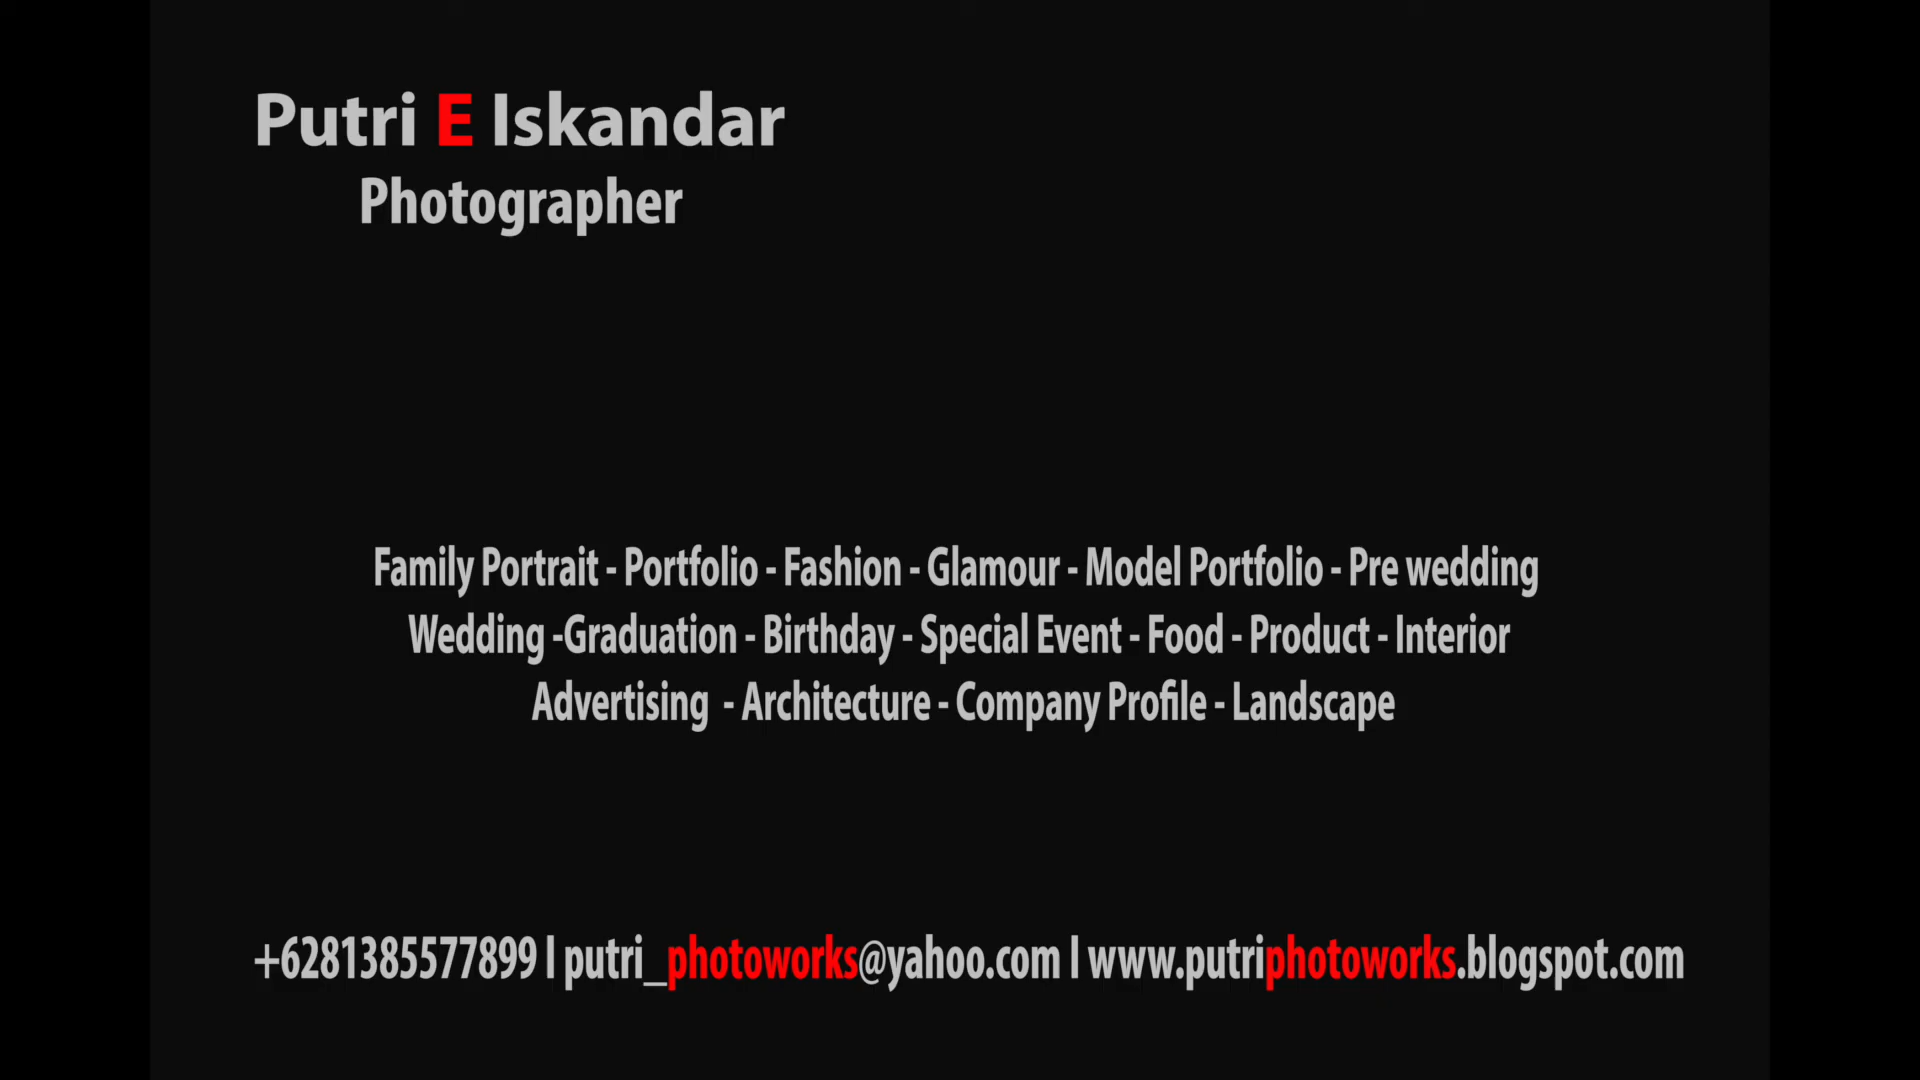 Putri E Iskandar
Photographer
Family Portrait - Portfolio - Fashion - Glamour - Model Portfolio - Pre wedding
Wedding -Graduation - Birthday - Special Event - Food - Product - Interior
Advertising  - Architecture - Company Profile - Landscape
+6281385577899 l putri_photoworks@yahoo.com l www.putriphotoworks.blogspot.com